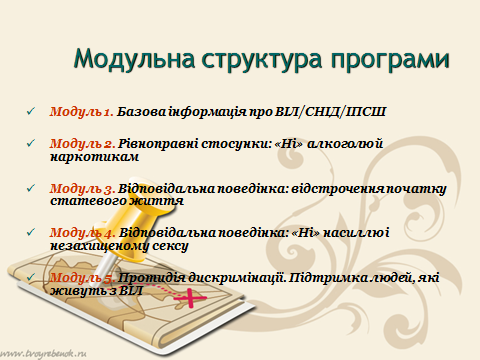 Модульна структура програми
Модуль 1. Базова інформація про ВІЛ/СНІД/ІПСШ
Модуль 2. Рівноправні стосунки: «Ні» алкоголю й
наркотикам
Модуль 3. Відповідальна поведінка: відстрочення початку
статевого життя
Модуль 4. Відповідальна поведінка: «Ні» насиллю і
незахищеному сексу
Модуль 5. Протидія дискримінації. Підтримка людей, які
живуть з ВІЛ
www.tvoyrebenok.ru